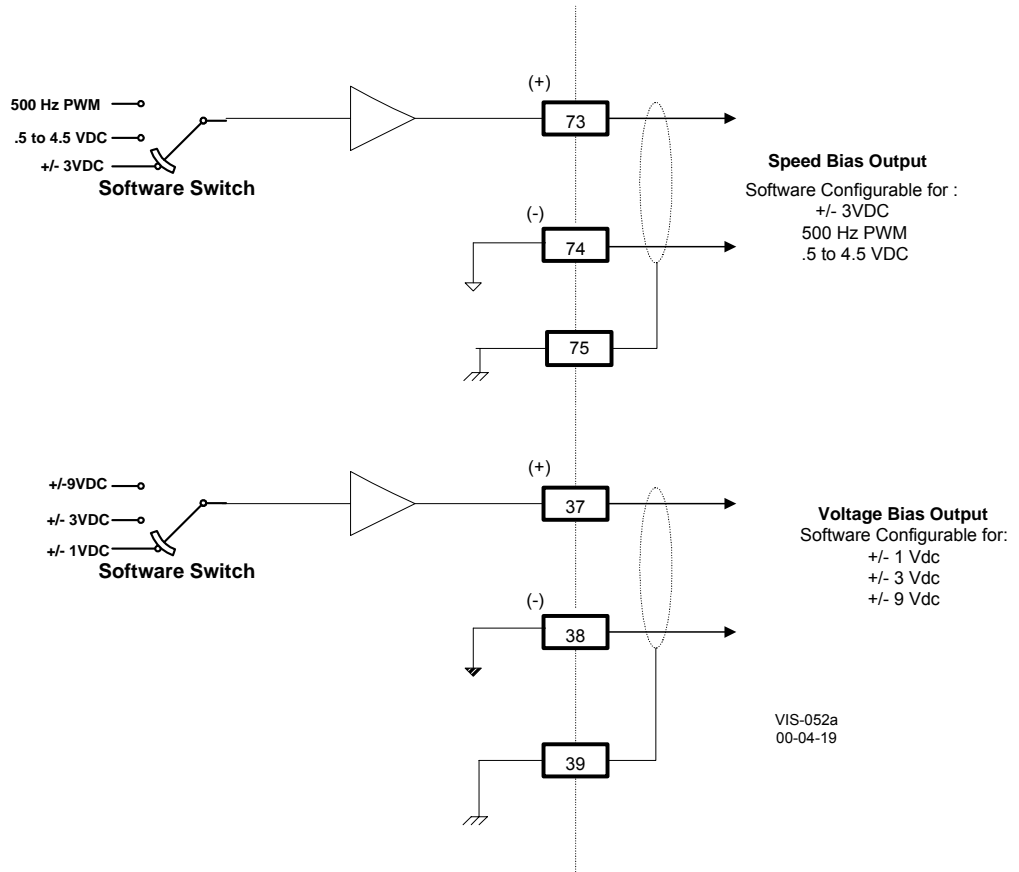 (+)
500 Hz PWM
73
.5 to 4.5 VDC
+/- 3VDC
Software Switch
Speed Bias Output
Software Configurable for :
+/- 3VDC
500 Hz PWM
.5 to 4.5 VDC
(-)
74
75
(+)
+/-9VDC
37
+/- 3VDC
+/- 1VDC
Software Switch
Voltage Bias Output
Software Configurable for:
+/- 1 Vdc
+/- 3 Vdc
+/- 9 Vdc
(-)
38
VIS-052a
00-04-19
39